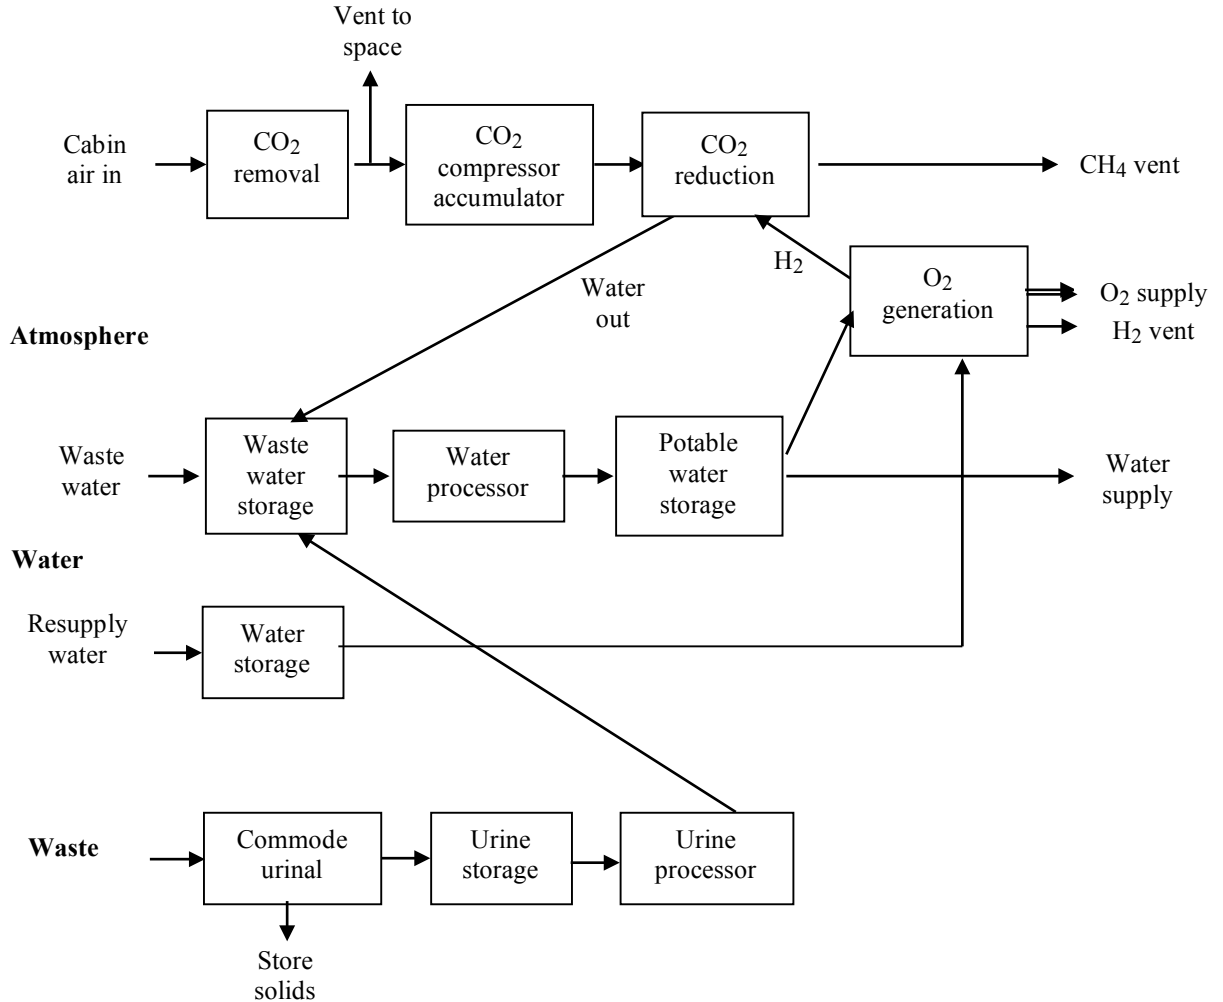 Vent to
space
Cabin
air in
CO2
removal
CO2
compressor
accumulator
CO2
reduction
CH4 vent
H2
O2
generation
O2 supply
H2 vent
Water
out
Atmosphere
Waste
water
Waste
water
storage
Water
processor
Potable
water
storage
Water
supply
Water
Resupply
water
Water
storage
Waste
Commode
urinal
Urine
storage
Urine
processor
Store
solids